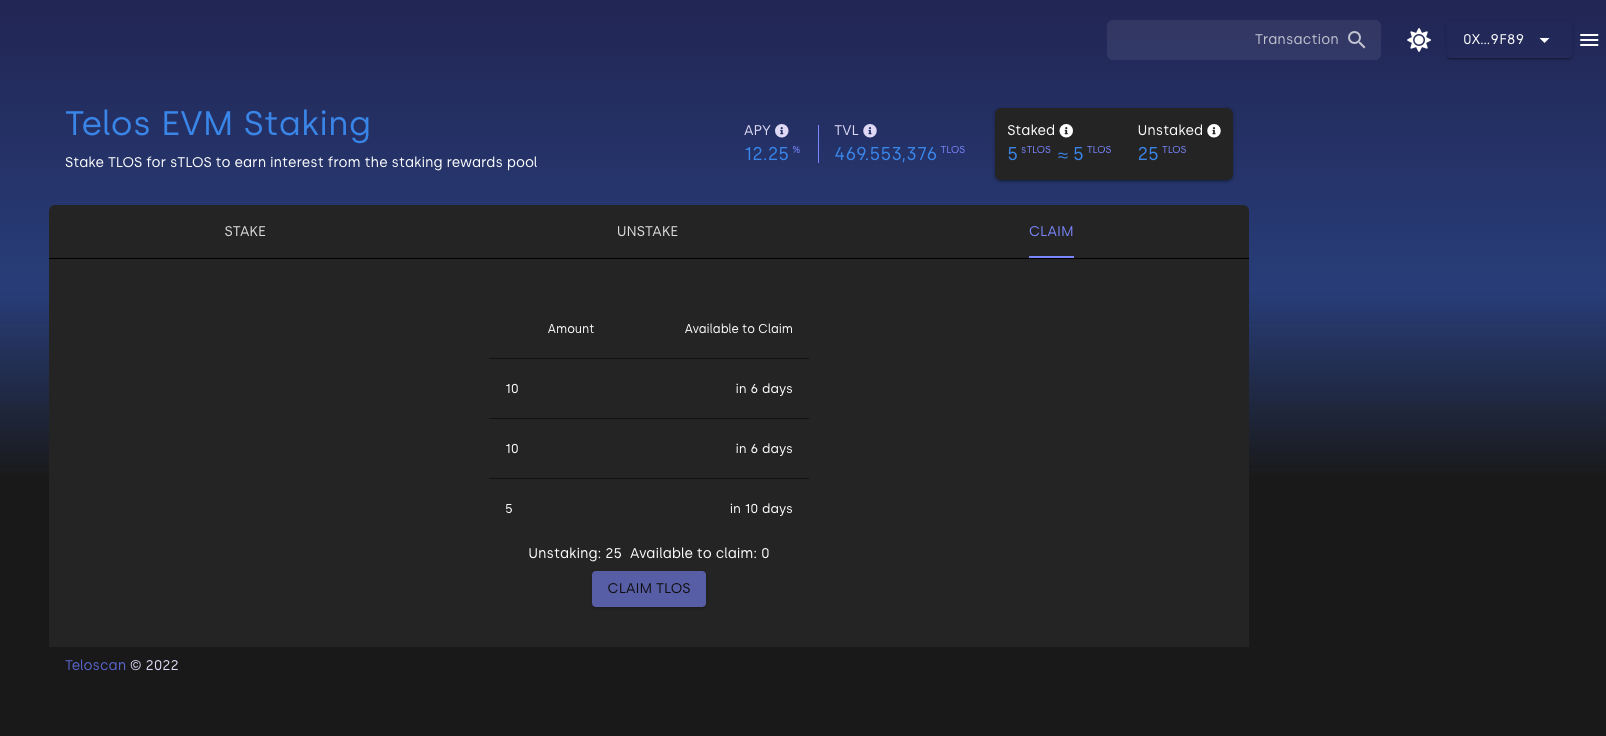 Transaction
0X...9F89
Telos EVM Staking
Stake TLOS for sTLOS to earn interest from the staking rewards pool
APY
12.25 %
TVL
469.553,376 TLOS
Staked
5 sTLOS ≈ 5 TLOS
Unstaked
25 TLOS
STAKE UNSTAKE CLAIM
Amount Available to Claim
10 in 6 days
10 in 6 days
5 in 10 days
Unstaking: 25 Available to claim: 0
CLAIM TLOS
Teloscan © 2022